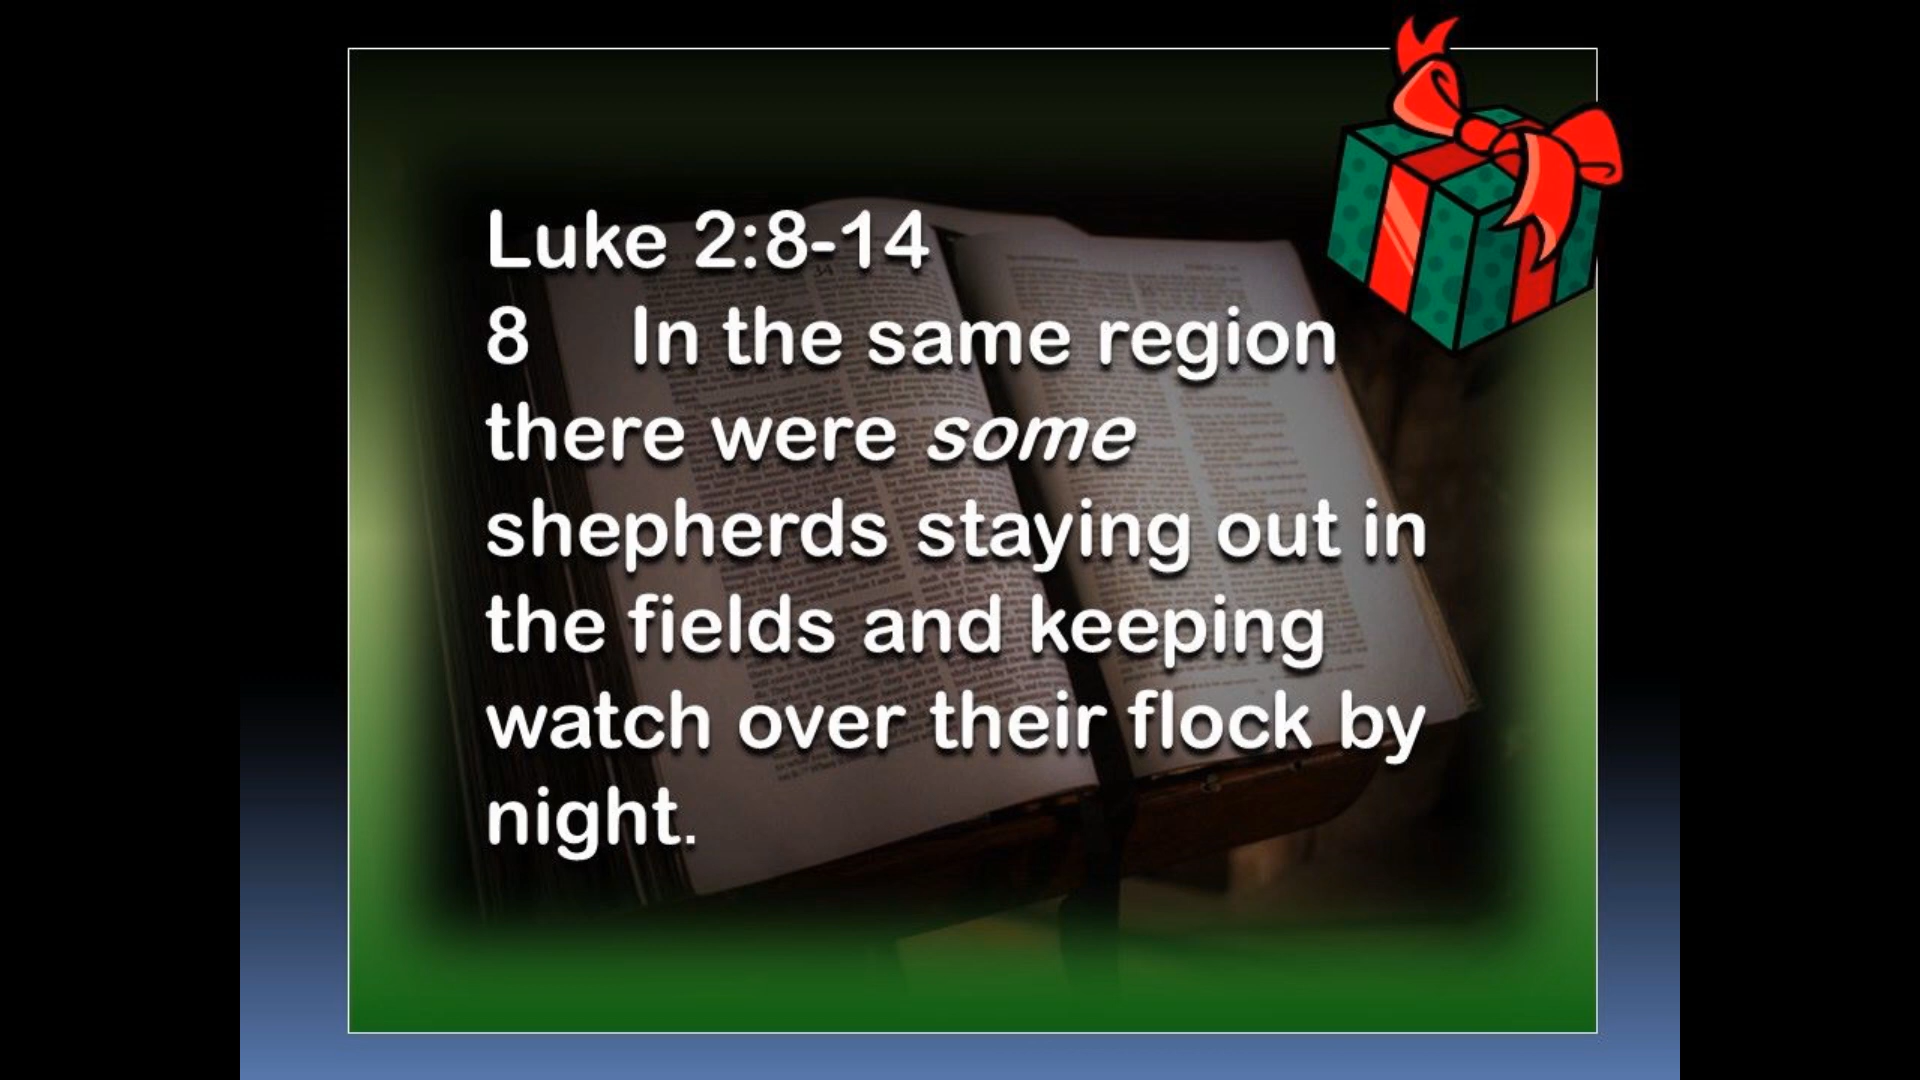 Luke 2:8-14
8 In the same region
there were some
shepherds staying out in
the fields and keeping
watch over their flock by
night.